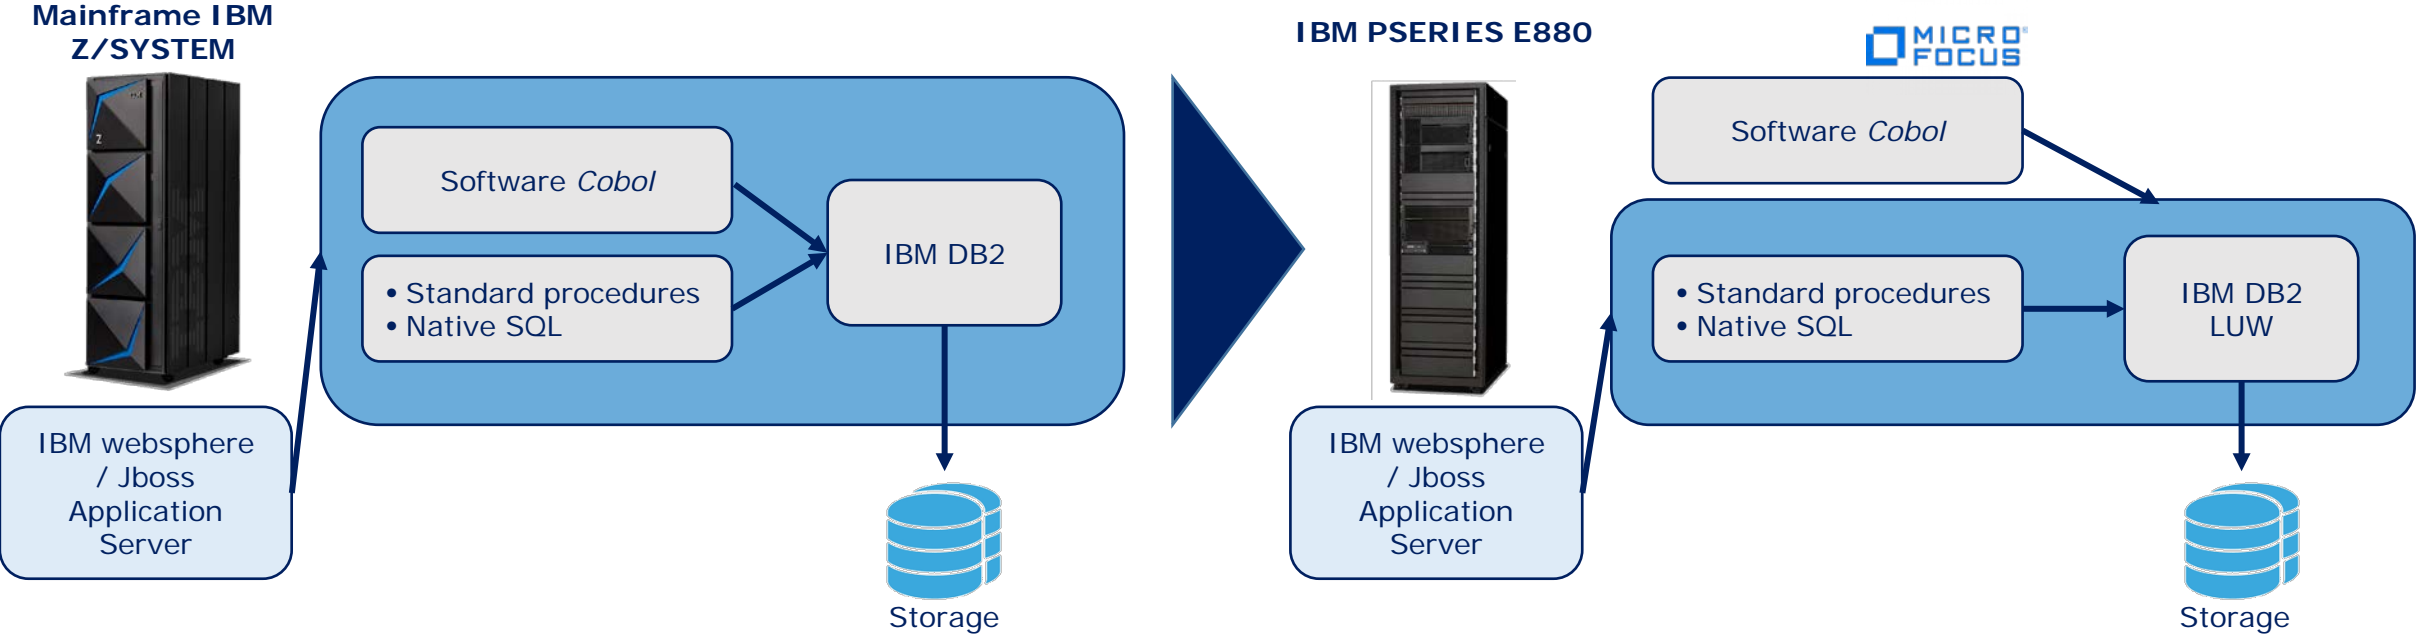 Mainframe IBM
Z/SYSTEM
Software Cobol
• Standard procedures
• Native SQL
IBM DB2
IBM websphere
/ Jboss
Application
Server
Storage
IBM PSERIES E880
MICRO
FOCUS
Software Cobol
• Standard procedures
• Native SQL
IBM DB2
LUW
IBM websphere
/ Jboss
Application
Server
Storage